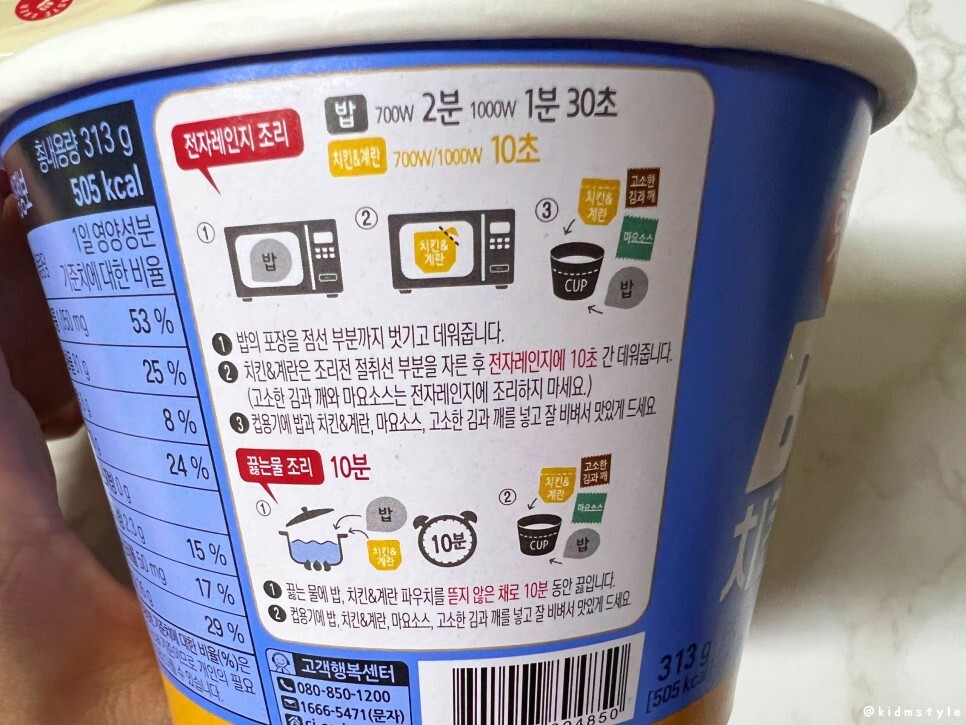 총내용량 313 g
505 kcal
1일 영양성분
기준치에 대한 비율
53 %
25 %
8 %
24 %
15 %
17 %
29 %
전자레인지 조리
밥 700W 2분 1000W 1분 30초
치킨&계란 700W/1000W 10초
①
밥
②
치킨&
계란
③
치킨&
계란
고소한
김과 깨
마요소스
CUP
밥
❶ 밥의 포장을 점선 부분까지 벗기고 데워줍니다.
❷ 치킨&계란은 조리전 절취선 부분을 자른 후 전자레인지에 10초 간 데워줍니다.
(고소한 김과 깨와 마요소스는 전자레인지에 조리하지 마세요.)
❸ 컵용기에 밥과 치킨&계란, 마요소스, 고소한 김과 깨를 넣고 잘 비벼서 맛있게 드세요.
끓는물 조리 10분
①
밥
치킨&
계란
10분
②
치킨&
계란
고소한
김과 깨
마요소스
CUP
밥
❶ 끓는 물에 밥, 치킨&계란 파우치를 뜯지 않은 채로 10분 동안 끓입니다.
❷ 컵용기에 밥, 치킨&계란, 마요소스, 고소한 김과 깨를 넣고 잘 비벼서 맛있게 드세요.
고객행복센터
080-850-1200
1666-5471(문자)
313 g
@kidmstyle